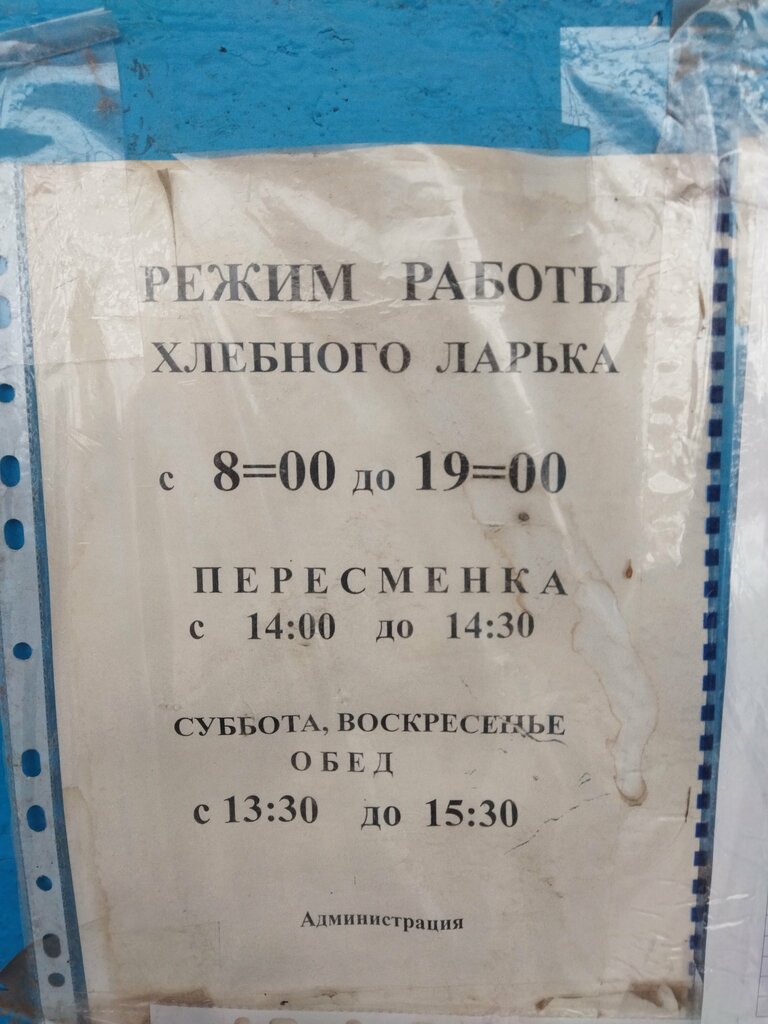 РЕЖИМ РАБОТЫ
ХЛЕБНОГО ЛАРЬКА
с 8=00 до 19=00
ПЕРЕСМЕНКА
с 14:00 до 14:30
СУББОТА, ВОСКРЕСЕНЬЕ
ОБЕД
с 13:30 до 15:30
Администрация